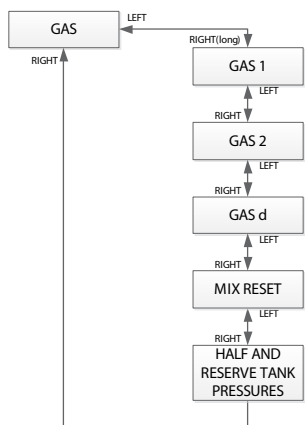 GAS
LEFT
RIGHT(long)
RIGHT
GAS 1
LEFT
RIGHT
GAS 2
LEFT
RIGHT
GAS d
LEFT
RIGHT
MIX RESET
LEFT
RIGHT
HALF AND
RESERVE TANK
PRESSURES